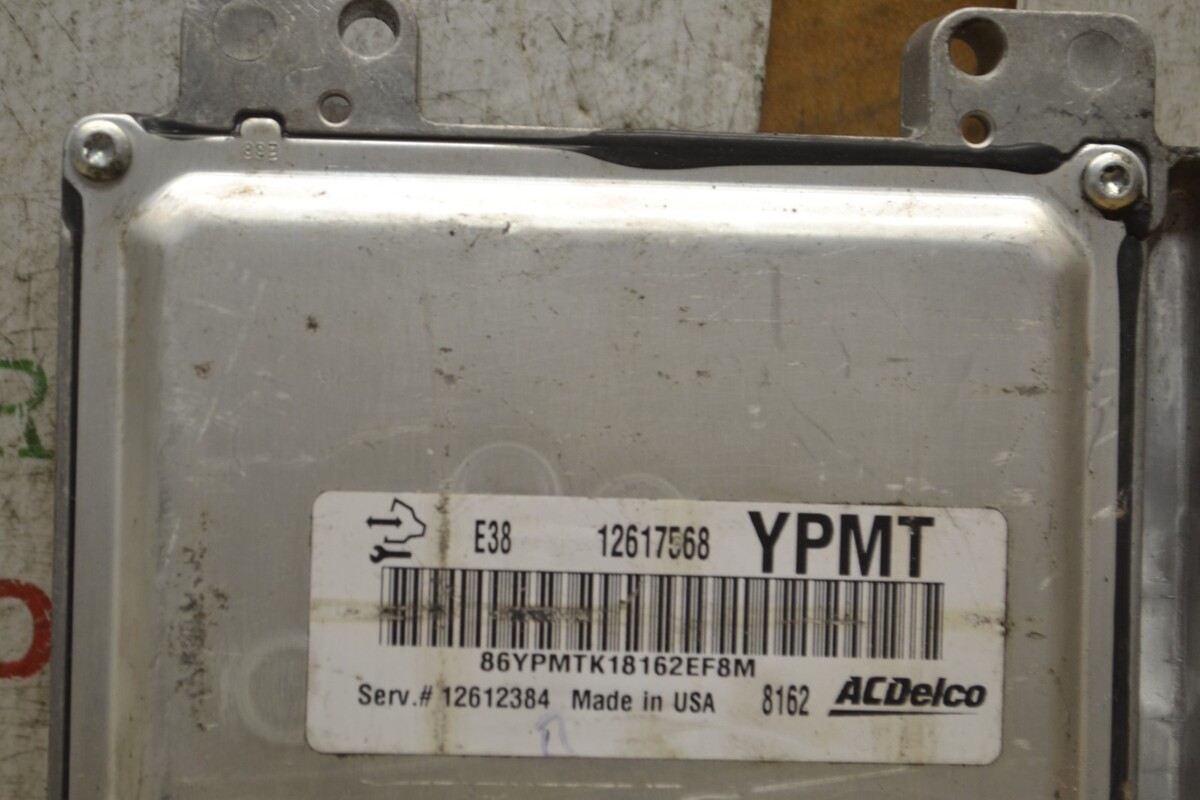 E38 12617568 YPMT
86YPMTK18162EF8M
Serv.# 12612384 Made in USA 8162 ACDelco
R